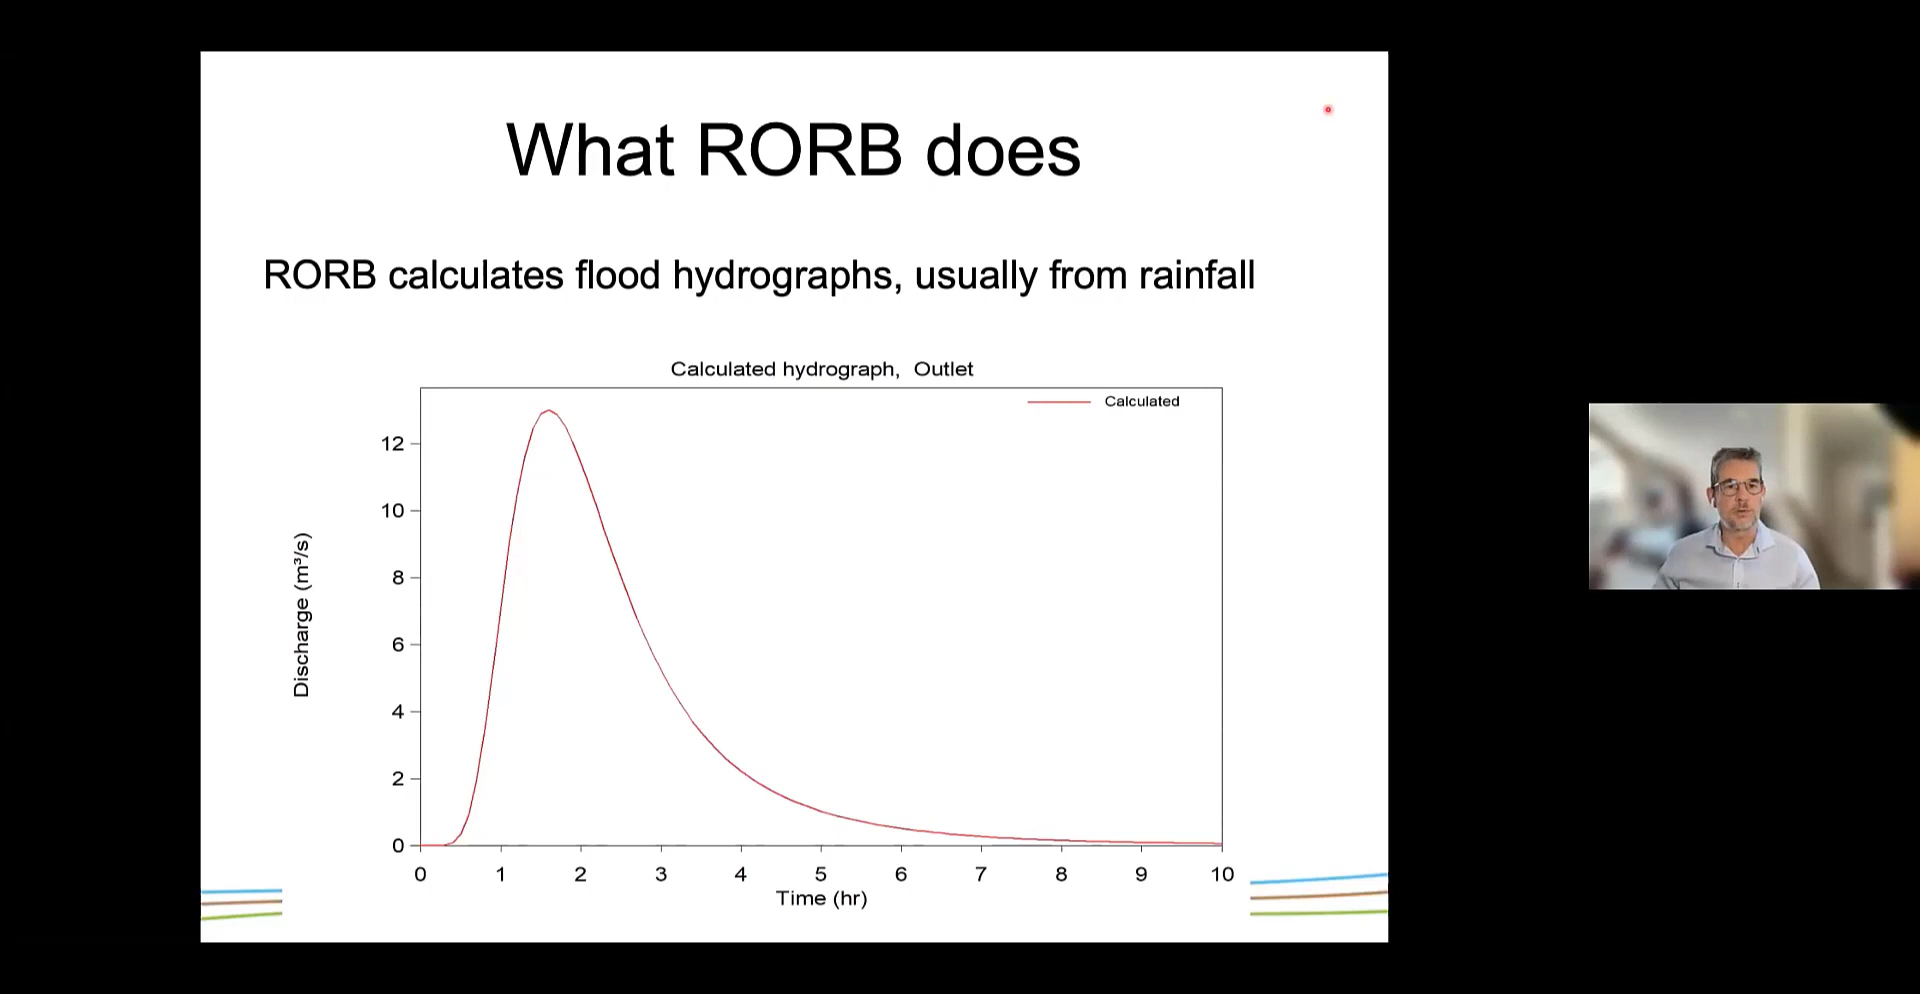 What RORB does
RORB calculates flood hydrographs, usually from rainfall
Calculated hydrograph, Outlet
Calculated
12
10
8
6
4
2
0
Discharge (m³/s)
0 1 2 3 4 5 6 7 8 9 10
Time (hr)